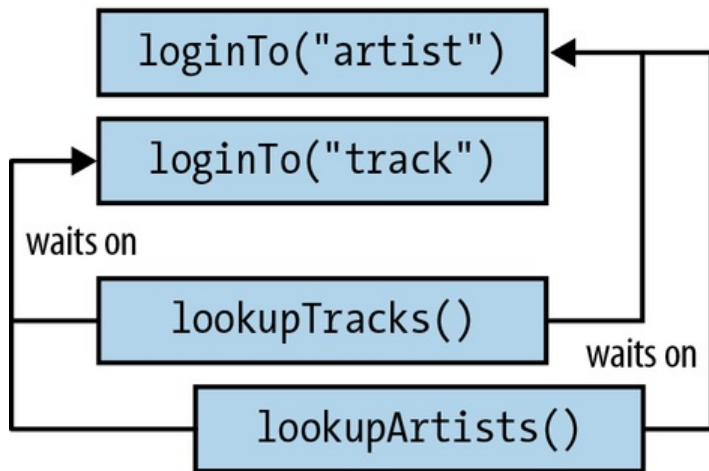 loginTo("artist")
loginTo("track")
waits on
lookupTracks()
waits on
lookupArtists()